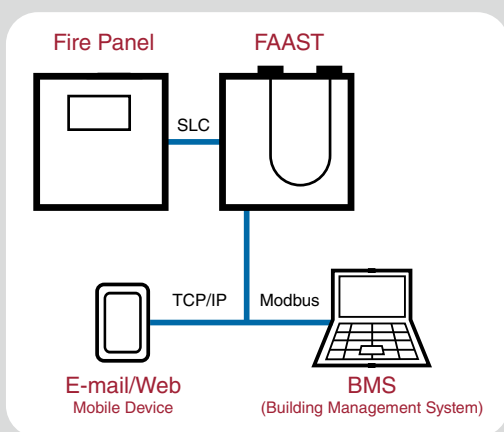 Fire Panel
FAAST
SLC
TCP/IP
Modbus
E-mail/Web
Mobile Device
BMS
(Building Management System)